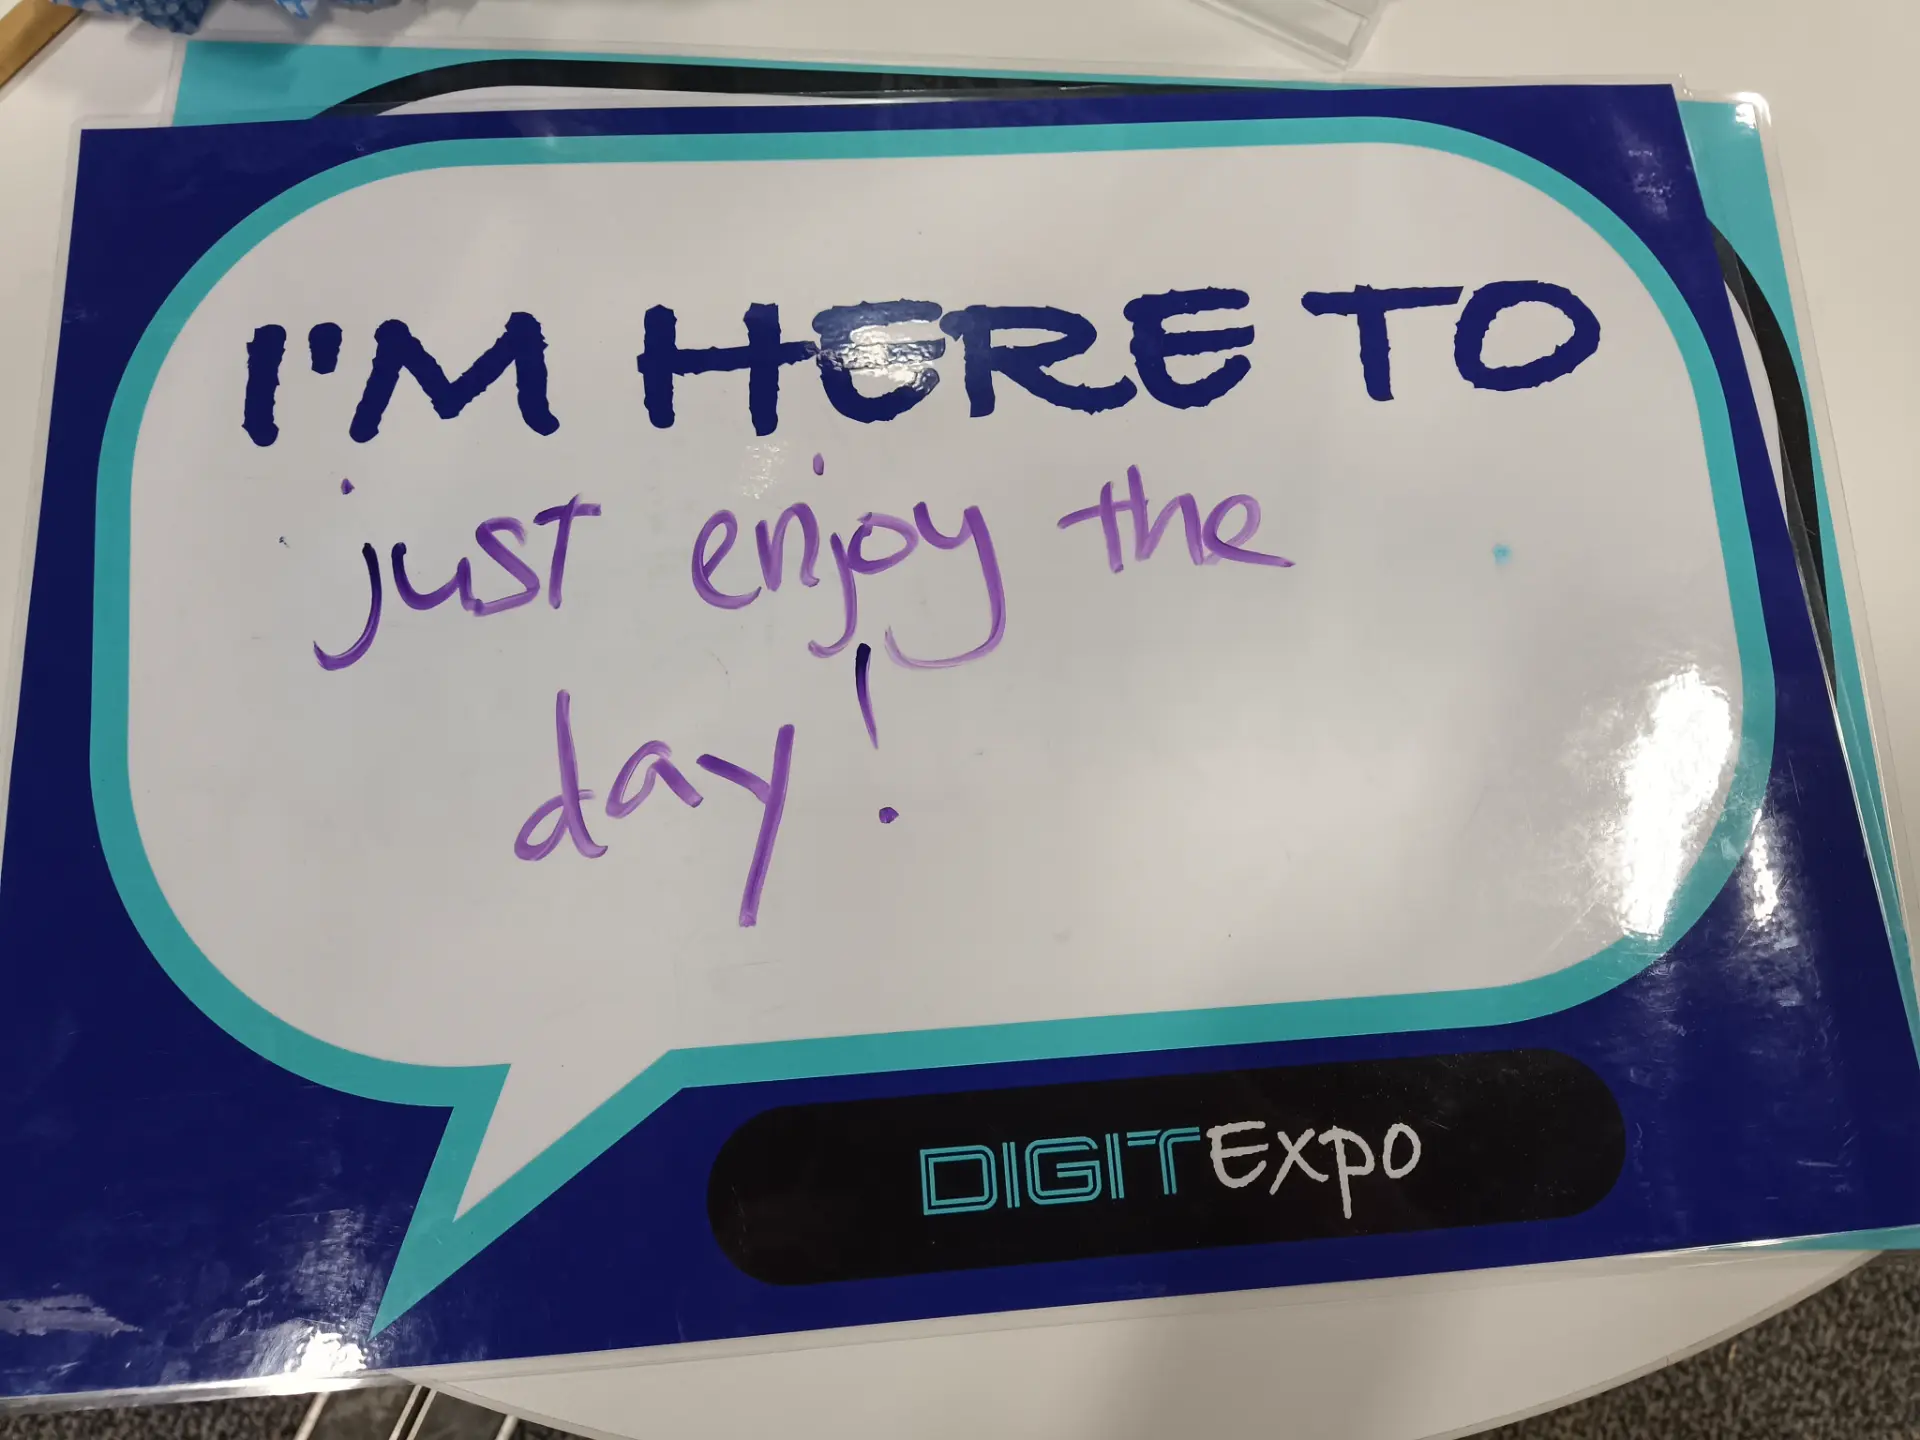 I'M HERE TO
just enjoy the
day!
DIGITExpo